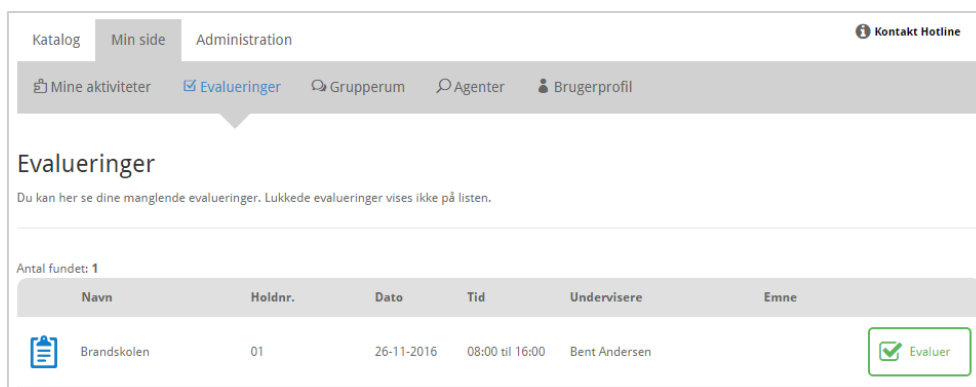 Katalog Min side Administration Kontakt Hotline
Mine aktiviteter Evalueringer Grupperum Agenter Brugerprofil
Evalueringer
Du kan her se dine manglende evalueringer. Lukkede evalueringer vises ikke på listen.
Antal fundet: 1
Navn Holdnr. Dato Tid Undervisere Emne
Brandskolen 01 26-11-2016 08:00 til 16:00 Bent Andersen Evaluer